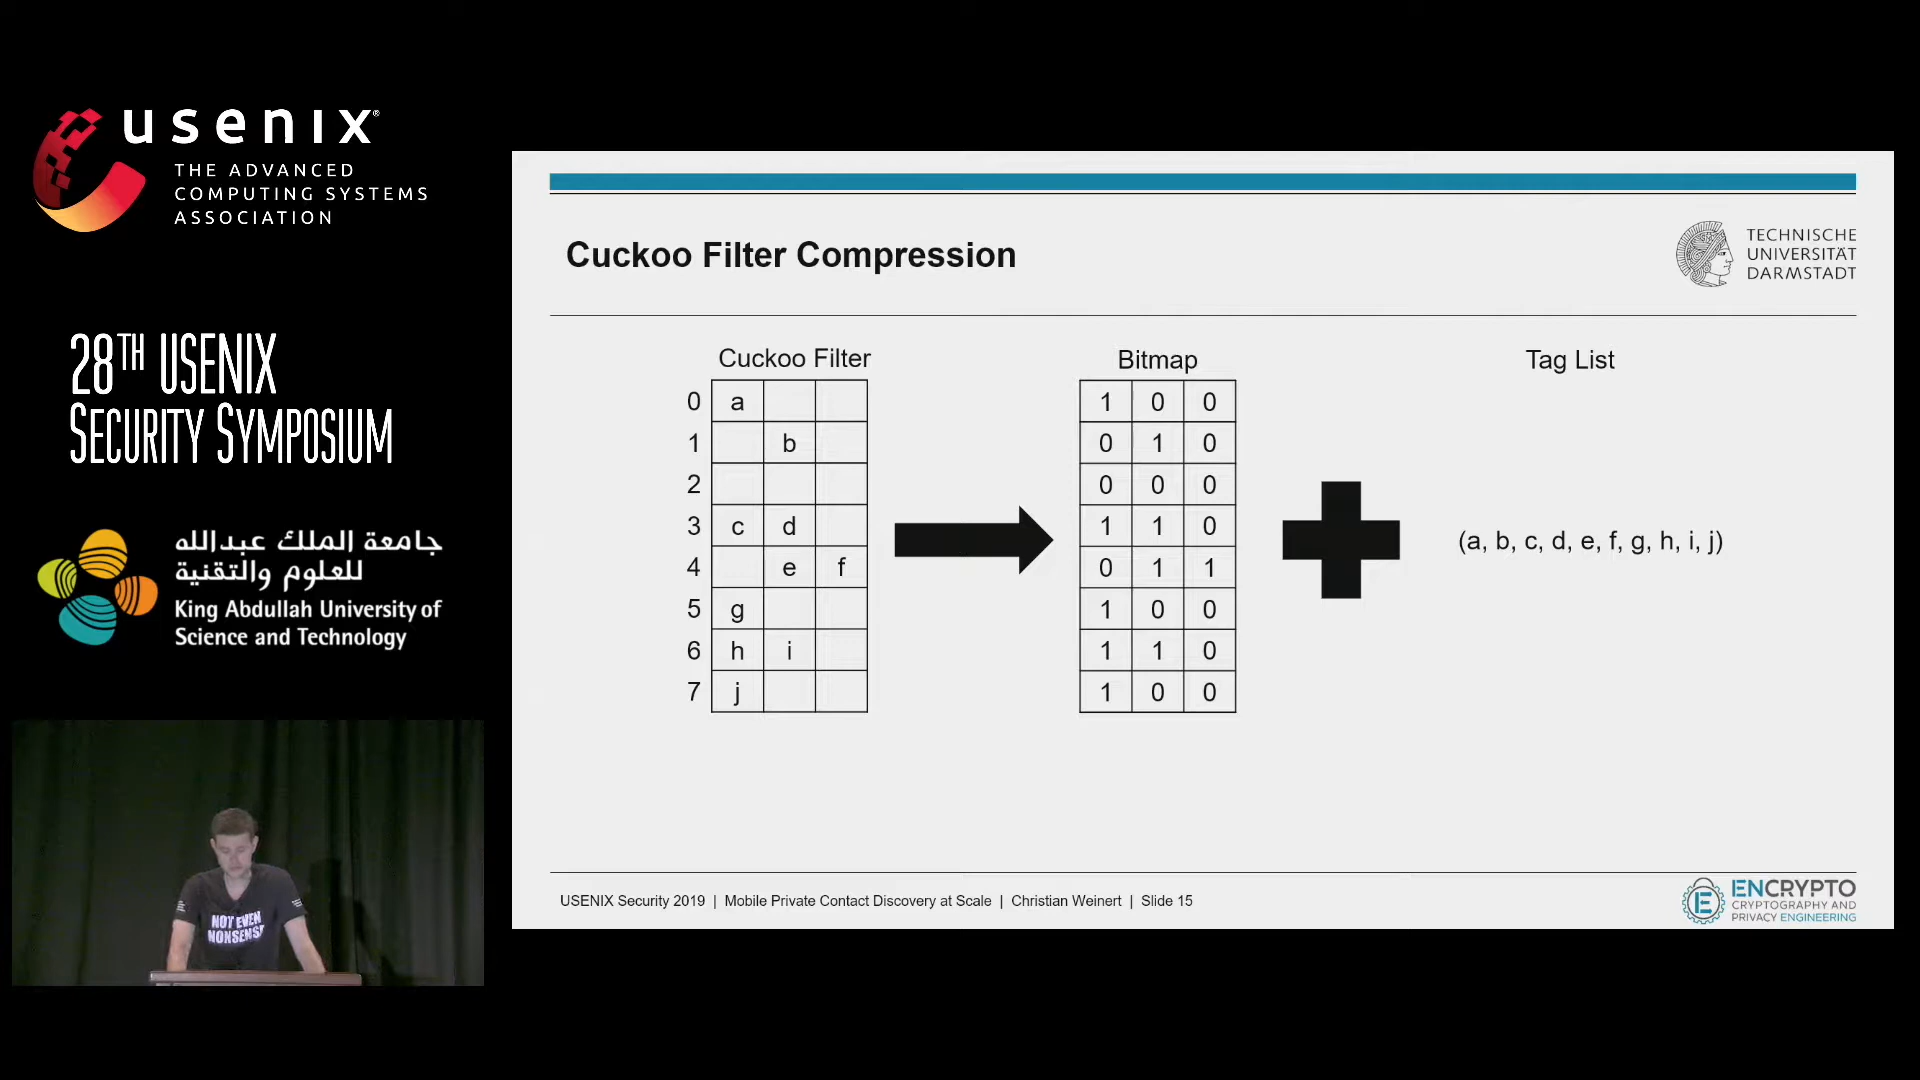 usenix®
THE ADVANCED
COMPUTING SYSTEMS
ASSOCIATION
28TH USENIX
SECURITY SYMPOSIUM
جامعة الملك عبدالله
للعلوم والتقنية
King Abdullah University of
Science and Technology
NOT EVEN
NONSENSE
Cuckoo Filter Compression
TECHNISCHE
UNIVERSITÄT
DARMSTADT
Cuckoo Filter
0 a
1 b
2
3 c d
4 e f
5 g
6 h i
7 j
Bitmap
1 0 0
0 1 0
0 0 0
1 1 0
0 1 1
1 0 0
1 1 0
1 0 0
Tag List
(a, b, c, d, e, f, g, h, i, j)
USENIX Security 2019 | Mobile Private Contact Discovery at Scale | Christian Weinert | Slide 15
E
ENCRYPTO
CRYPTOGRAPHY AND
PRIVACY ENGINEERING